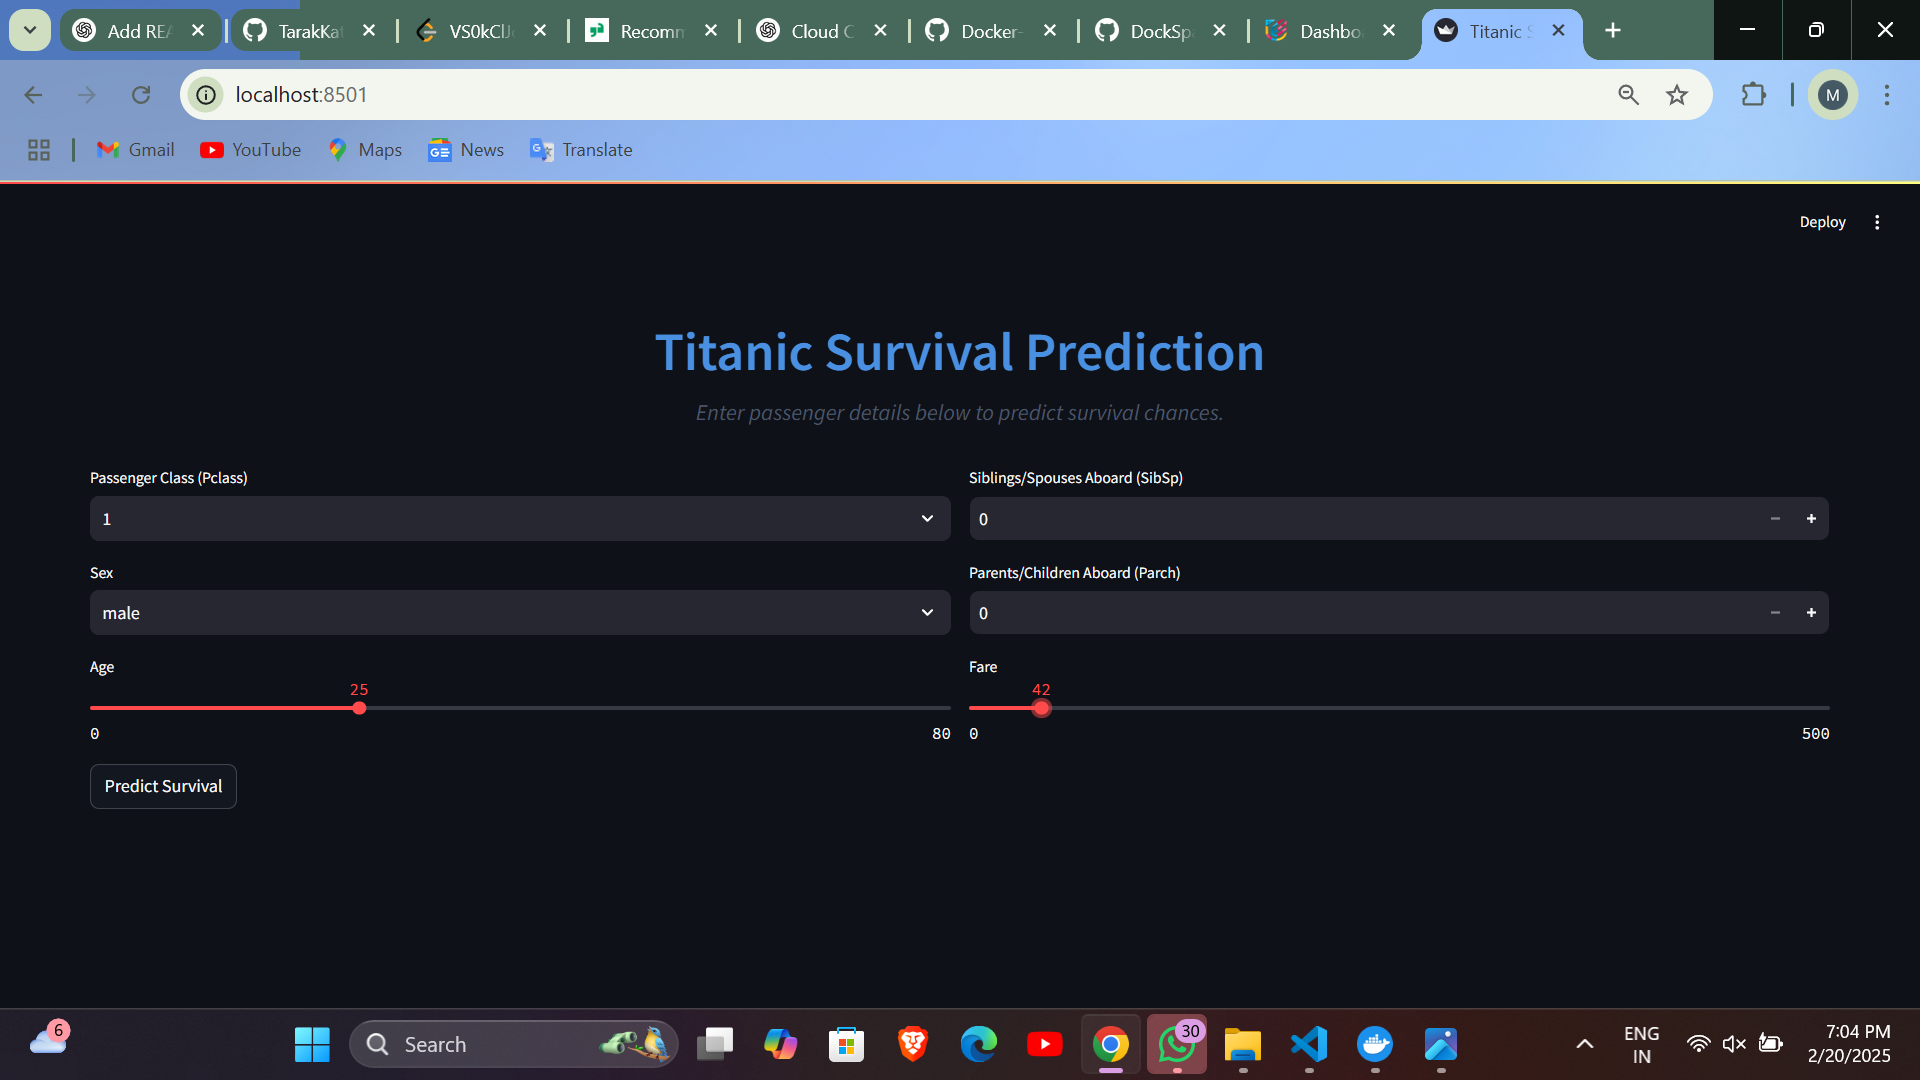 Add REA
TarakKat
VS0kClJ
Recomm
Cloud C
Docker-
DockSp
Dashbo
Titanic S
localhost:8501
M
Gmail
YouTube
Maps
News
Translate
Deploy
Titanic Survival Prediction
Enter passenger details below to predict survival chances.
Passenger Class (Pclass)
1
Siblings/Spouses Aboard (SibSp)
0
Sex
male
Parents/Children Aboard (Parch)
0
Age
25
0 80
Fare
42
0 500
Predict Survival
6
Search
30
ENG
IN
7:04 PM
2/20/2025